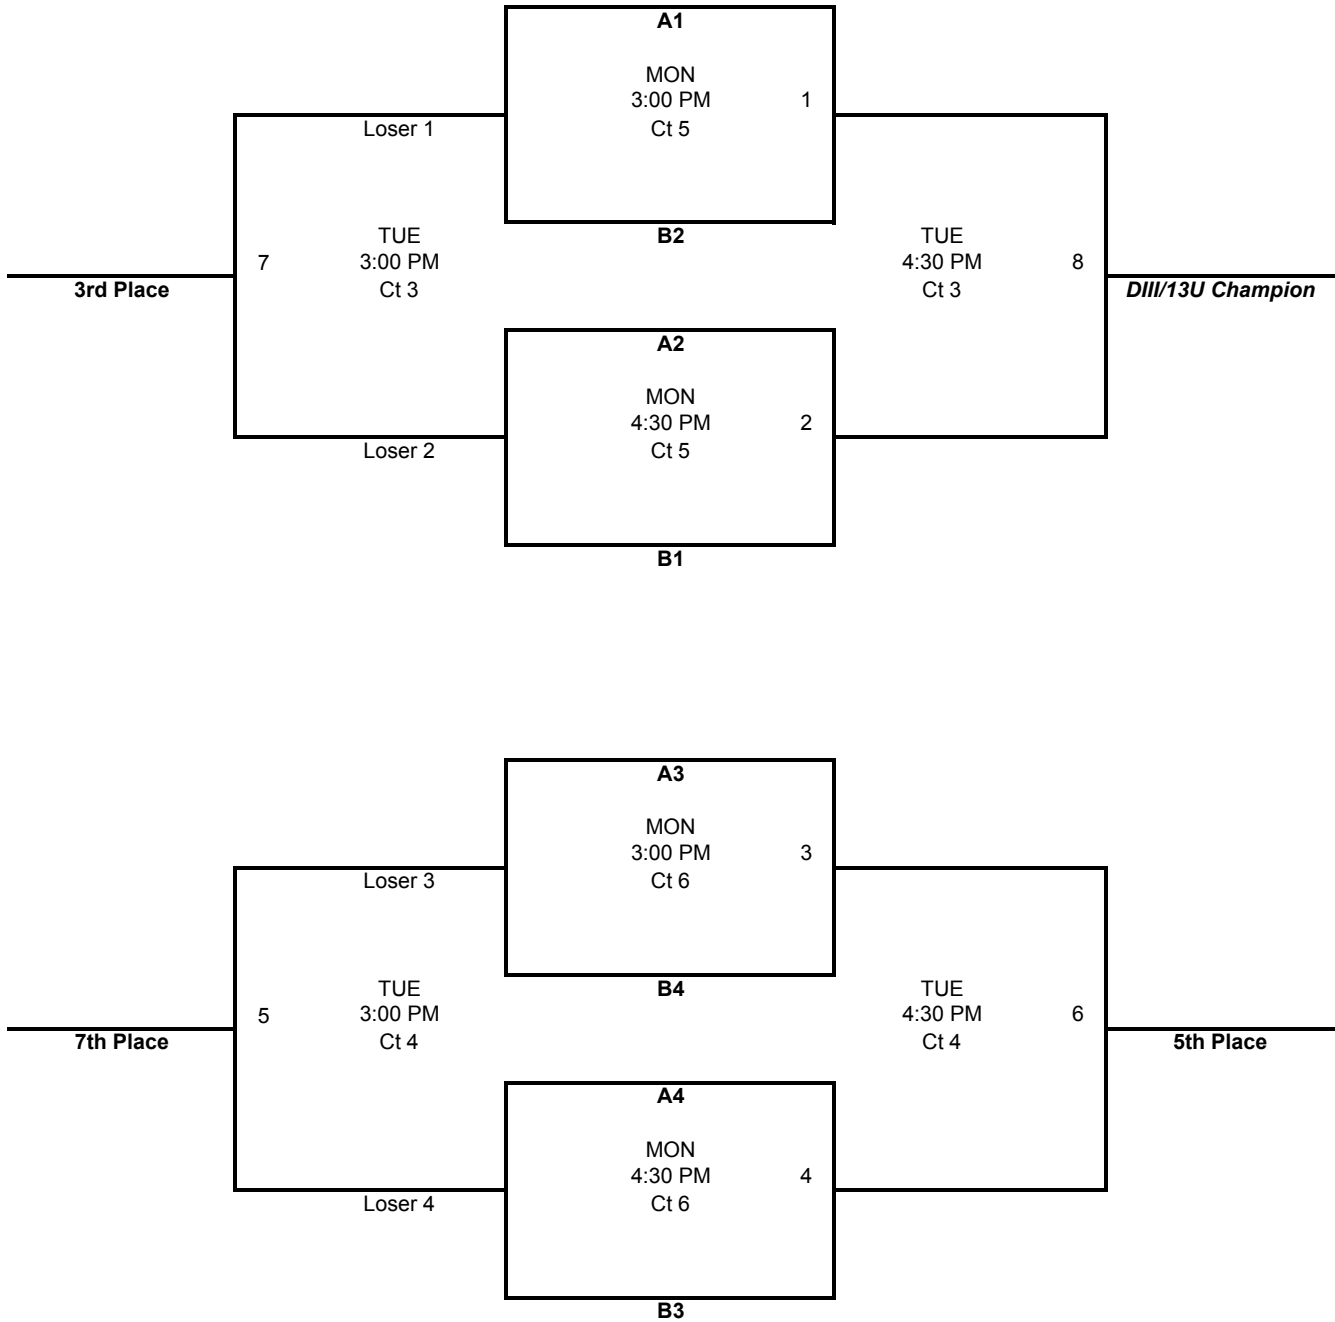 A1
MON
3:00 PM
1
Ct 5
Loser 1
B2
TUE
3:00 PM
7
Ct 3
3rd Place
TUE
4:30 PM
8
Ct 3
DIII/13U Champion
A2
MON
4:30 PM
2
Ct 5
Loser 2
B1
A3
MON
3:00 PM
3
Ct 6
Loser 3
B4
TUE
3:00 PM
5
Ct 4
7th Place
TUE
4:30 PM
6
Ct 4
5th Place
A4
MON
4:30 PM
4
Ct 6
Loser 4
B3